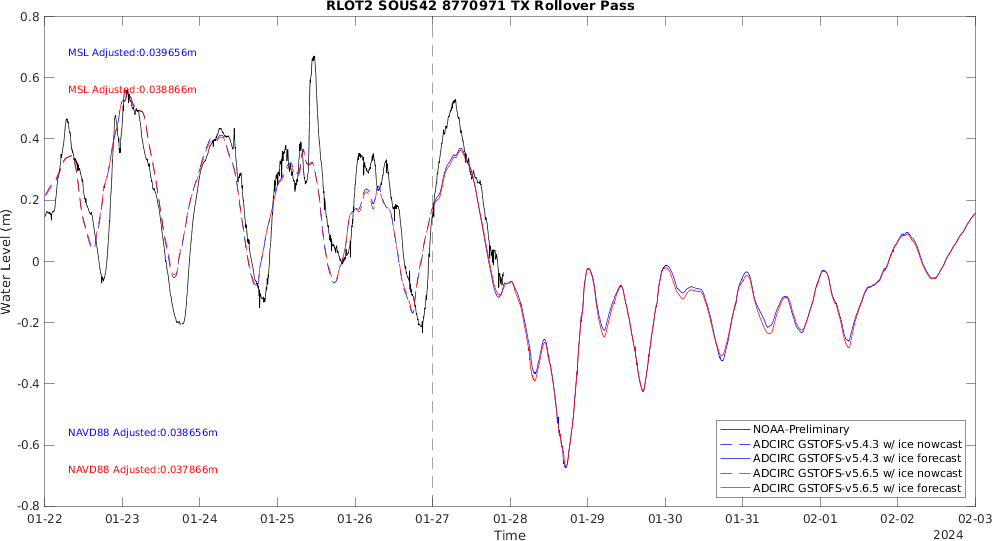 RLOT2 SOUS42 8770971 TX Rollover Pass
MSL Adjusted:0.039656m
MSL Adjusted:0.038866m
NAVD88 Adjusted:0.038656m
NAVD88 Adjusted:0.037866m
Water Level (m)
0.8
0.6
0.4
0.2
0
-0.2
-0.4
-0.6
-0.8
NOAA-Preliminary
ADCIRC GSTOFS-v5.4.3 w/ ice nowcast
ADCIRC GSTOFS-v5.4.3 w/ ice forecast
ADCIRC GSTOFS-v5.6.5 w/ ice nowcast
ADCIRC GSTOFS-v5.6.5 w/ ice forecast
01-22 01-23 01-24 01-25 01-26 01-27 01-28 01-29 01-30 01-31 02-01 02-02 02-03
Time
2024